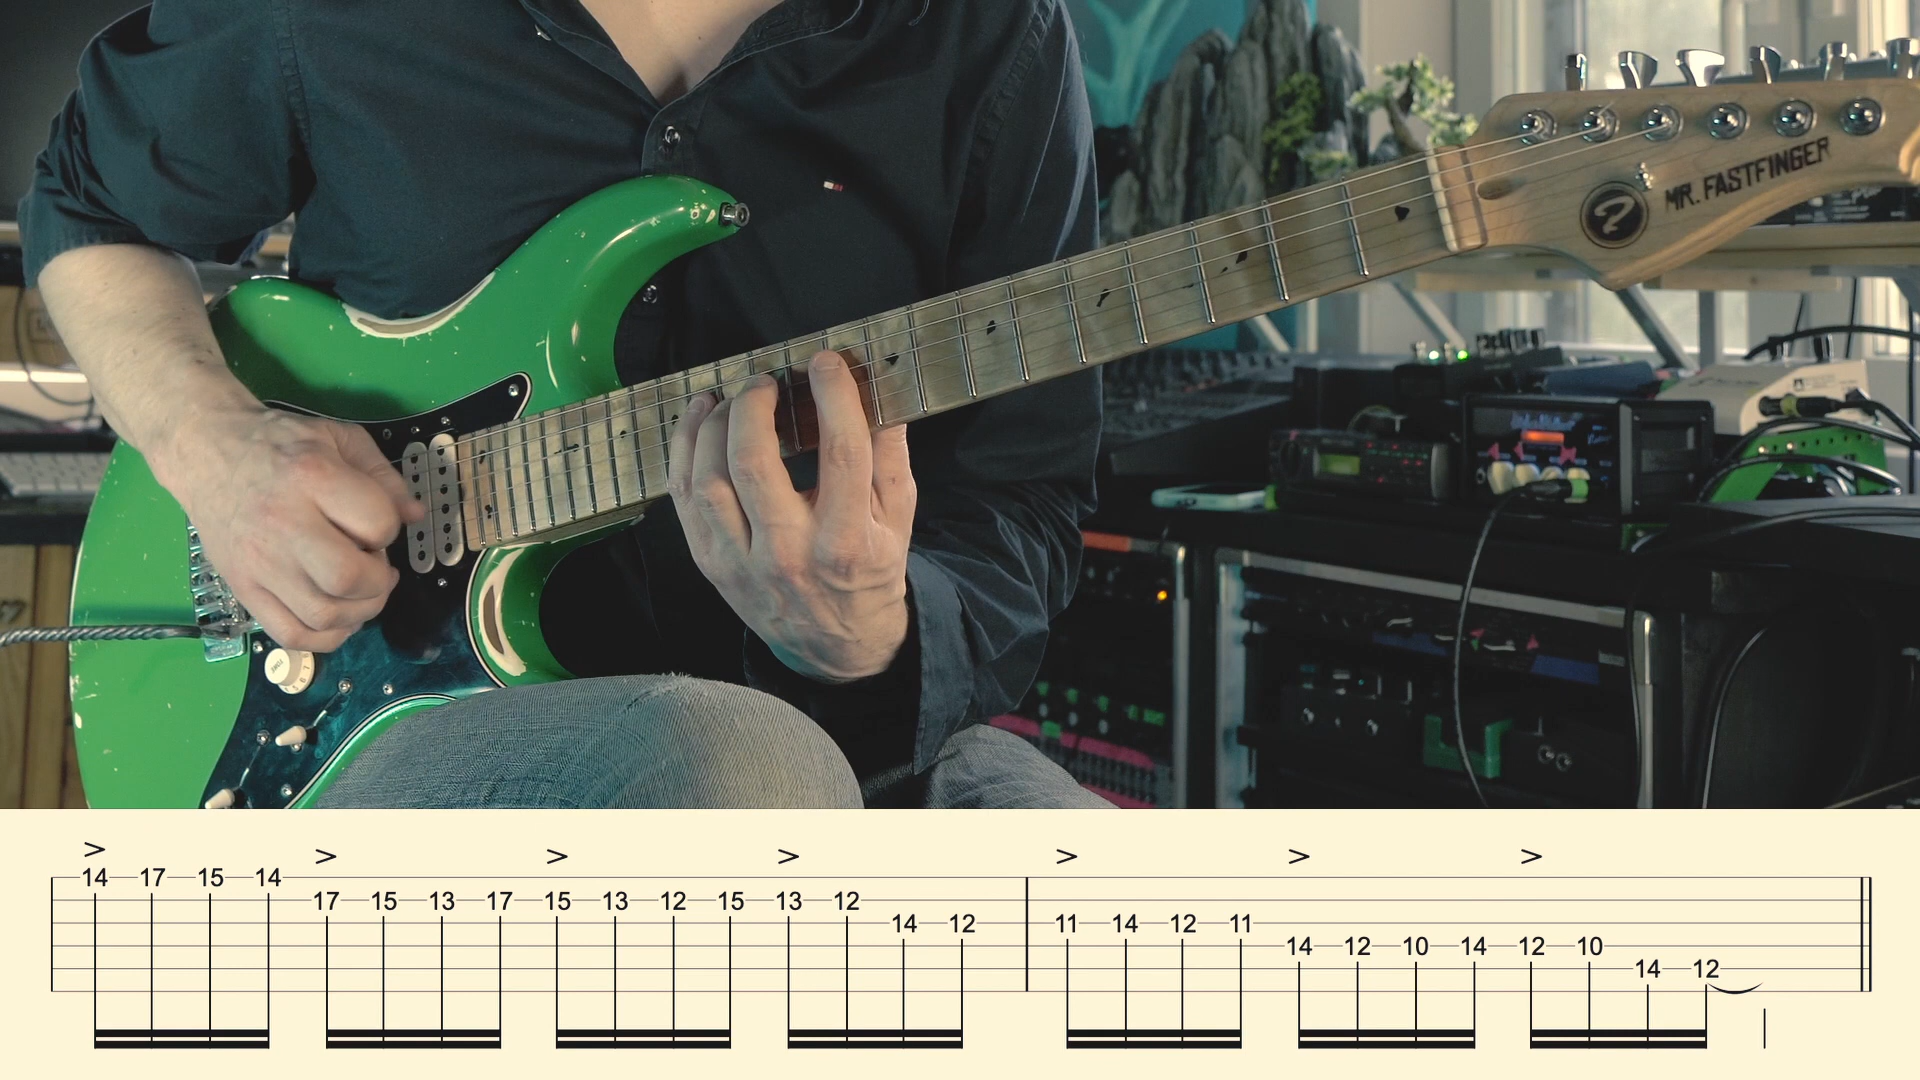 MR. FASTFINGER
TONE
> > > > > > >
14 17 15 14
17 15 13 17 15 13 12 15 13 12
14 12 11 14 12 11
14 12 10 14 12 10
14 12